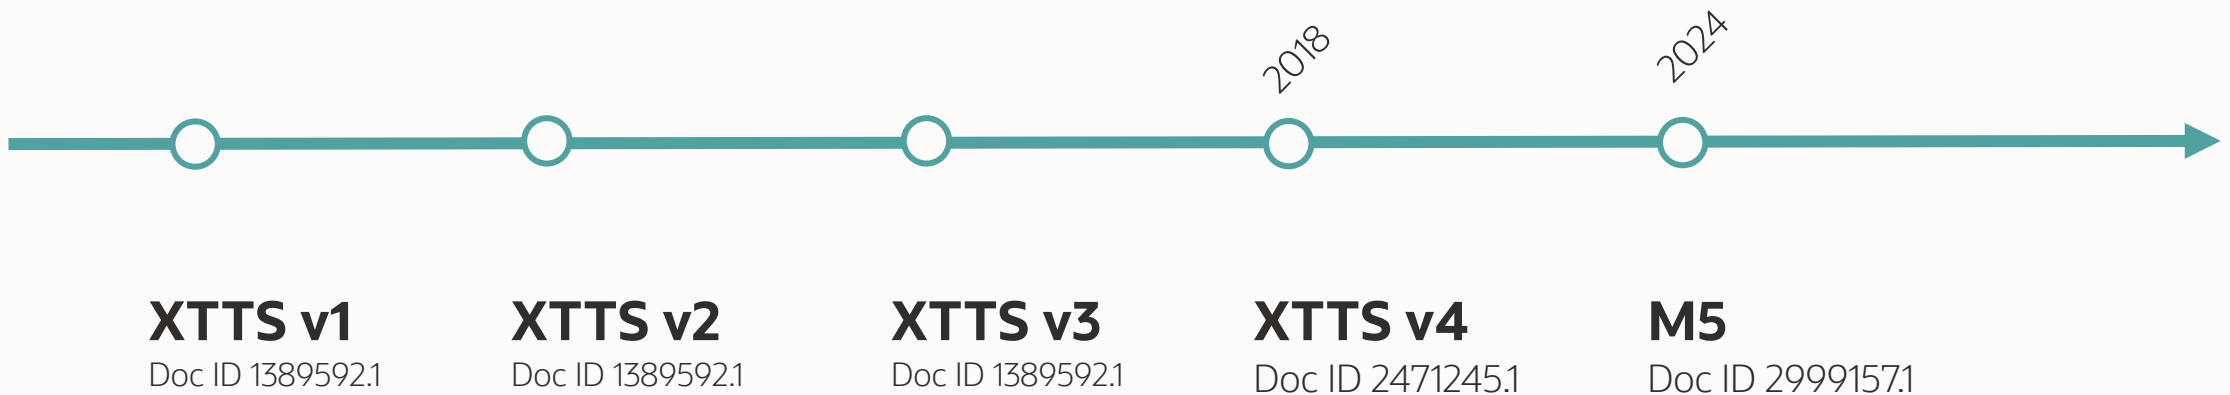 2018
2024
XTTS v1
Doc ID 1389592.1
XTTS v2
Doc ID 1389592.1
XTTS v3
Doc ID 1389592.1
XTTS v4
Doc ID 2471245.1
M5
Doc ID 2999157.1